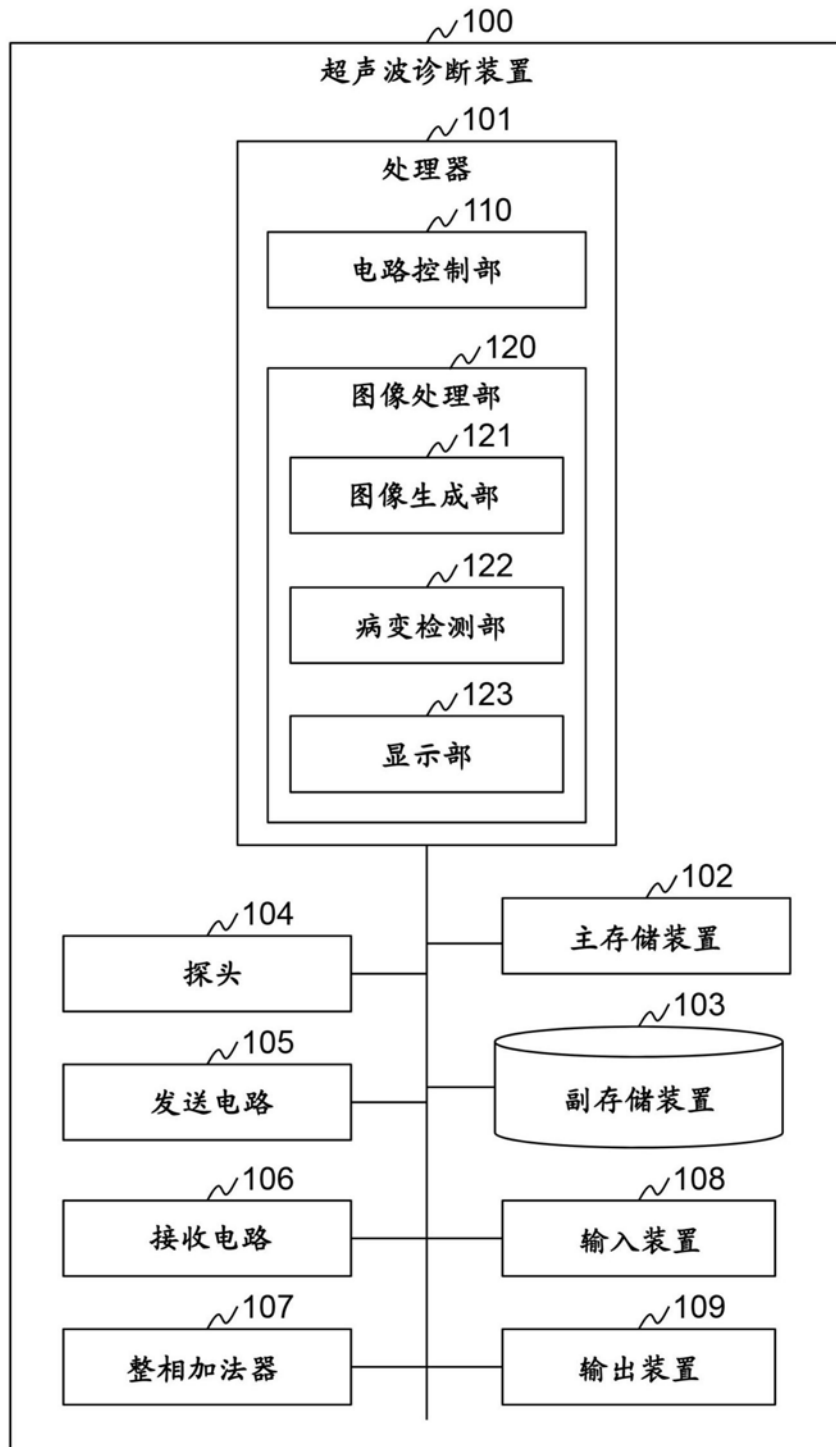 100
超声波诊断装置
101
处理器
110
电路控制部
120
图像处理部
121
图像生成部
122
病变检测部
123
显示部
102
主存储装置
104
探头
103
副存储装置
105
发送电路
106
接收电路
108
输入装置
107
整相加法器
109
输出装置